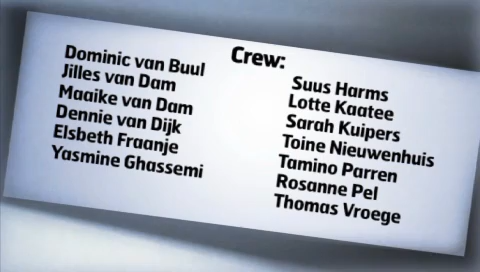 Crew:
Dominic van Buul
Jilles van Dam
Maaike van Dam
Dennie van Dijk
Elsbeth Fraanje
Yasmine Ghassemi
Suus Harms
Lotte Kaatee
Sarah Kuipers
Toine Nieuwenhuis
Tamino Parren
Rosanne Pel
Thomas Vroege